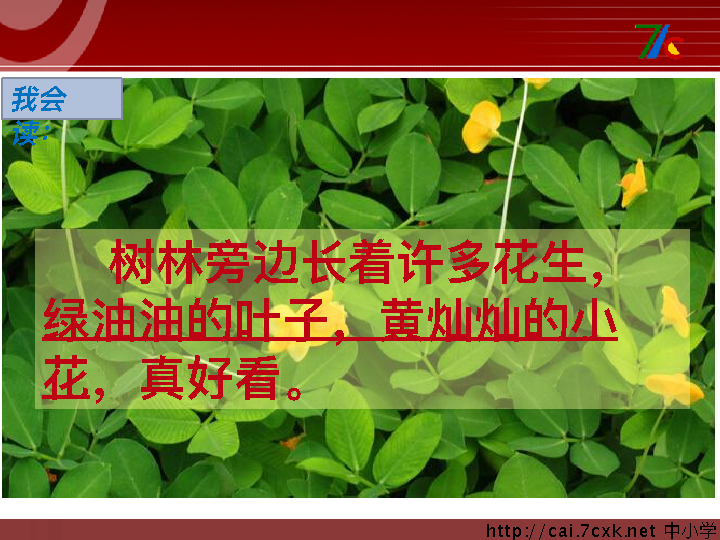 我会
读：
树林旁边长着许多花生，
绿油油的叶子，黄灿灿的小
花，真好看。
7c
http://cai.7cxk.net 中小学